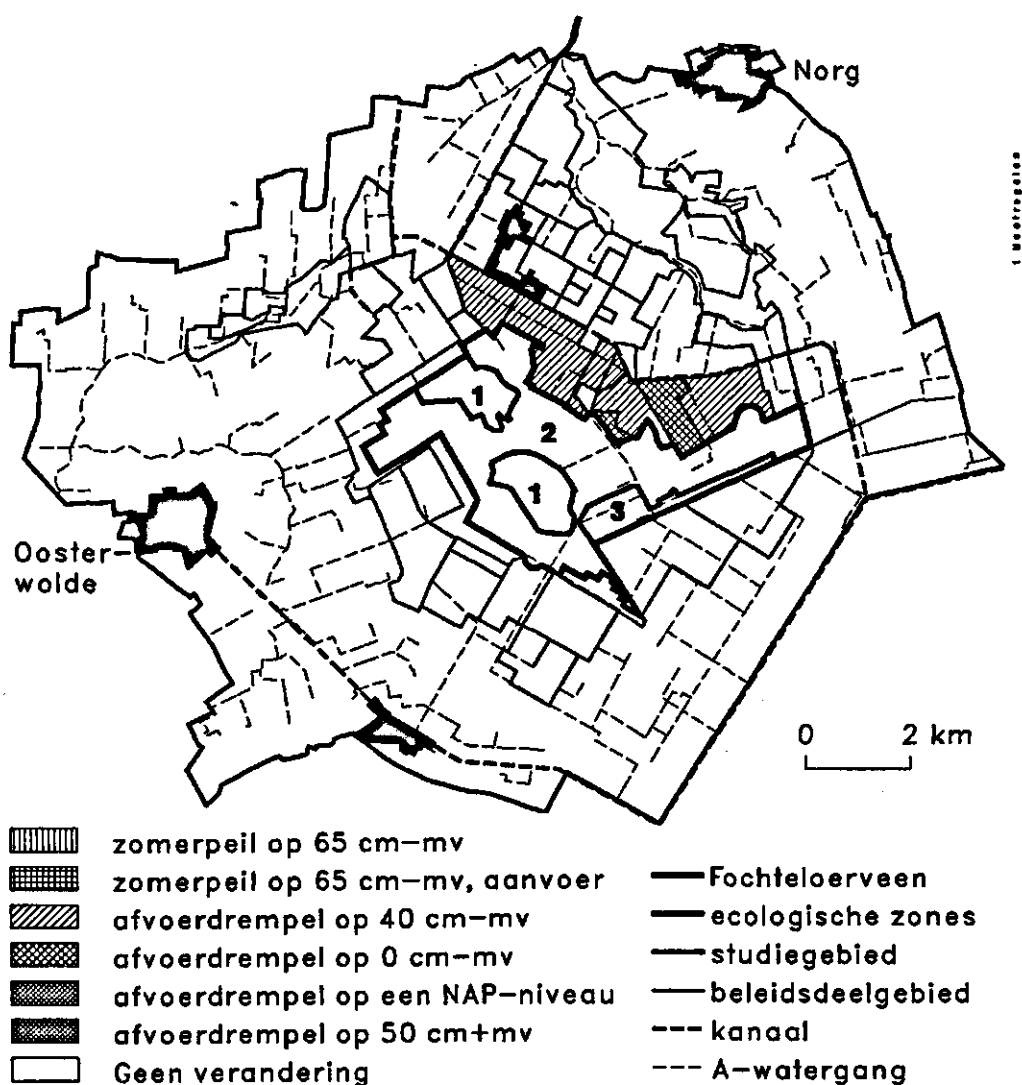 Norg
1
2
1
3
Ooster-
wolde
0 2 km
zomerpeil op 65 cm-mv
zomerpeil op 65 cm-mv, aanvoer
afvoerdrempel op 40 cm-mv
afvoerdrempel op 0 cm-mv
afvoerdrempel op een NAP-niveau
afvoerdrempel op 50 cm+mv
Geen verandering
Fochteloerveen
ecologische zones
studiegebied
beleidsdeelgebied
kanaal
A-watergang